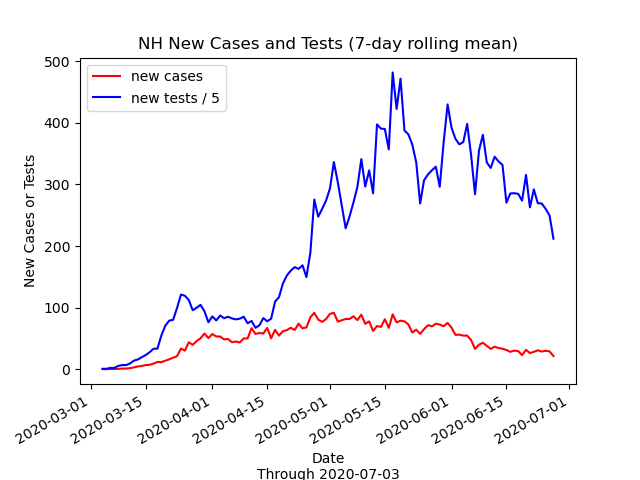 NH New Cases and Tests (7-day rolling mean)
new cases
new tests / 5
New Cases or Tests
500
400
300
200
100
0
2020-03-01
2020-03-15
2020-04-01
2020-04-15
2020-05-01
2020-05-15
2020-06-01
2020-06-15
2020-07-01
Date
Through 2020-07-03